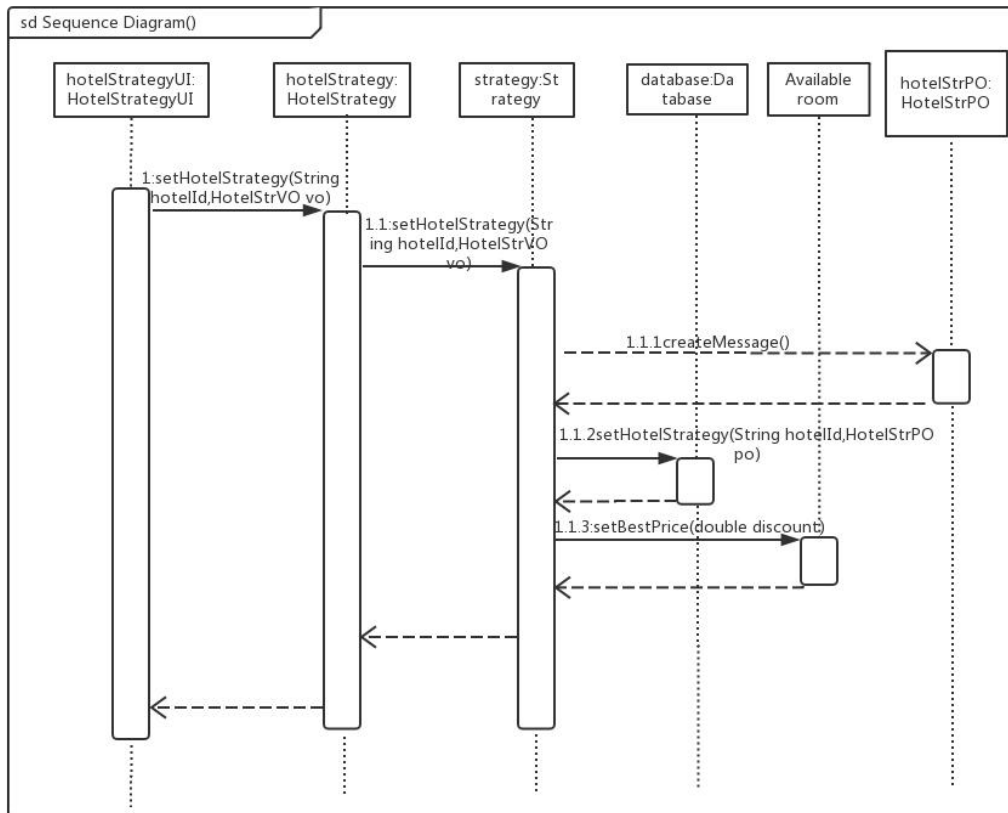 sd Sequence Diagram()
hotelStrategyUI:
HotelStrategyUI
hotelStrategy:
HotelStrategy
strategy:St
rategy
database:Da
tabase
Available
room
hotelStrPO:
HotelStrPO
1:setHotelStrategy(String
hotelId,HotelStrVO vo)
1.1:setHotelStrategy(Str
ing hotelId,HotelStrVO
vo)
1.1.1createMessage()
1.1.2setHotelStrategy(String hotelId,HotelStrPO
po)
1.1.3:setBestPrice(double discount)